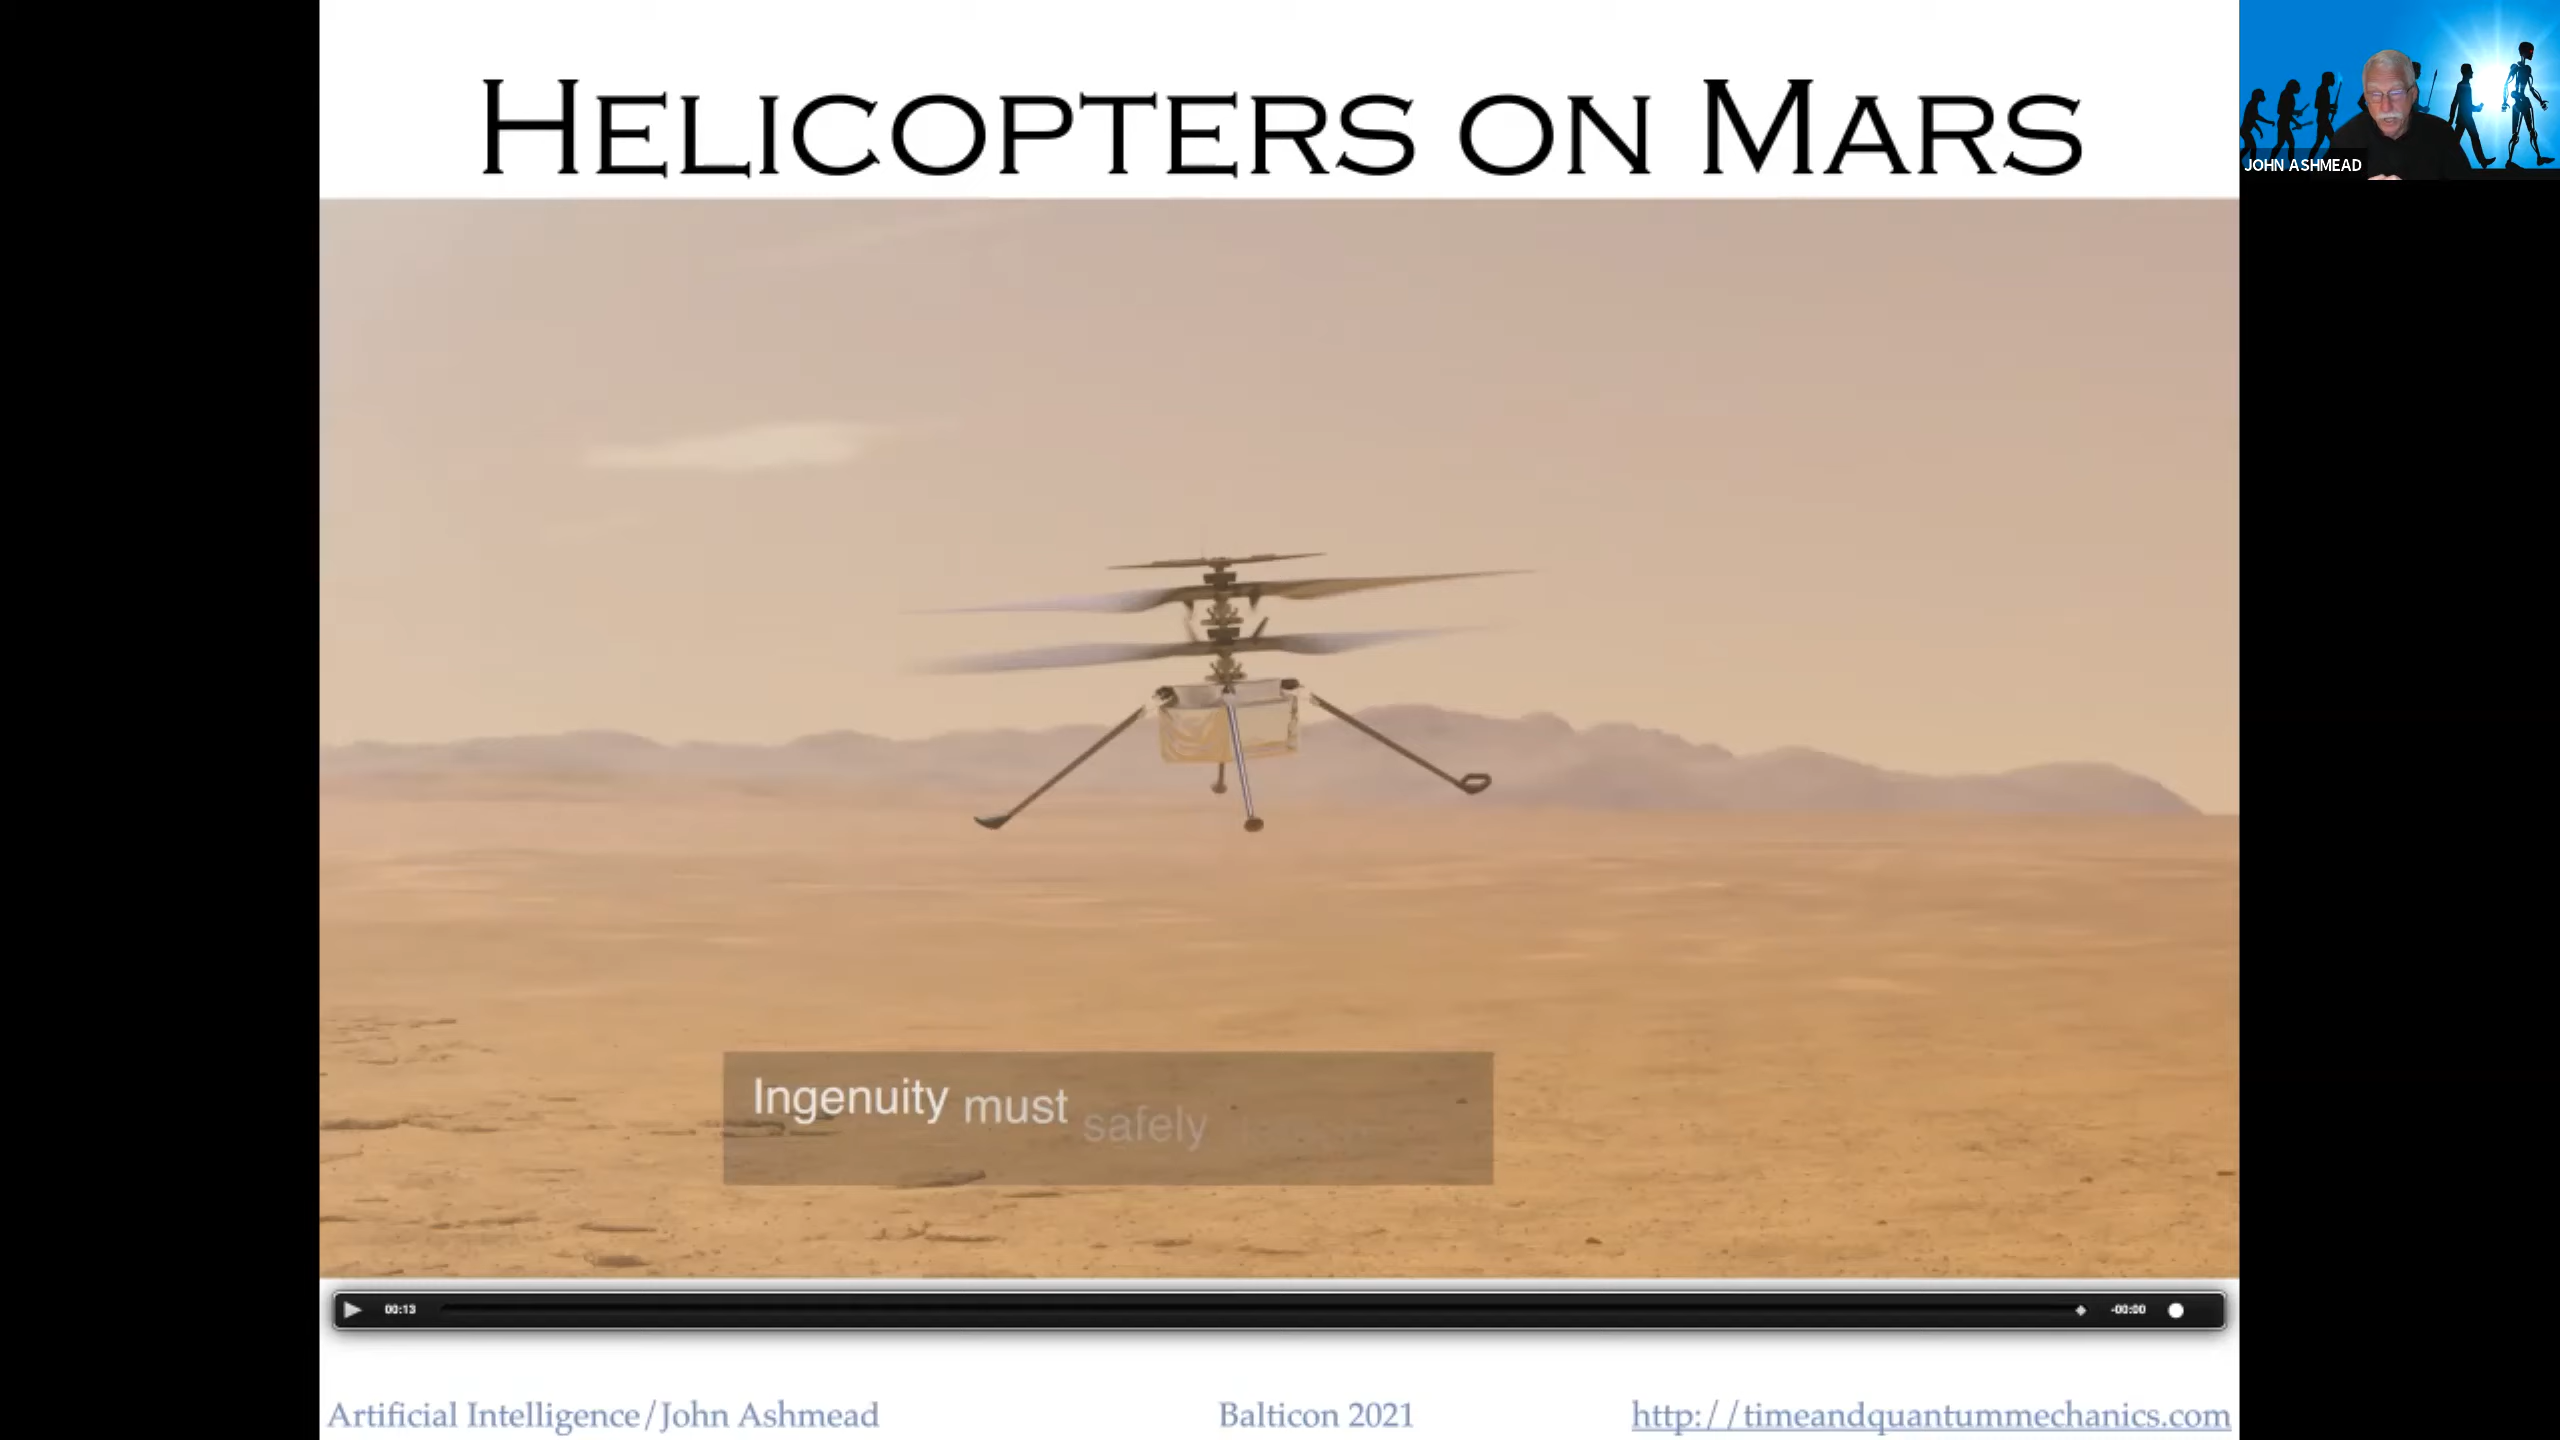 HELICOPTERS ON MARS
JOHN ASHMEAD
Ingenuity must safely
00:13
-00:00
Artificial Intelligence/John Ashmead
Balticon 2021
http://timeandquantummechanics.com